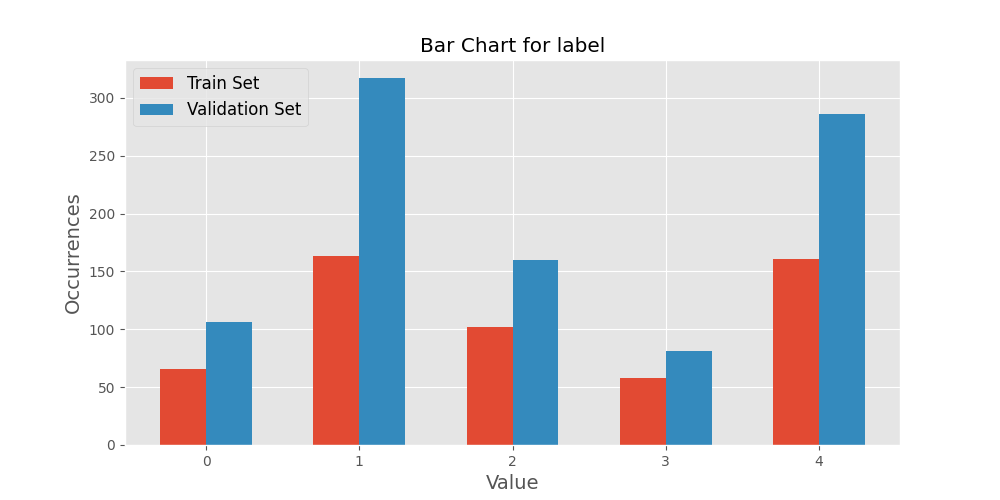 Bar Chart for label
Train Set
Validation Set
300
250
200
150
100
50
0
Occurrences
0 1 2 3 4
Value